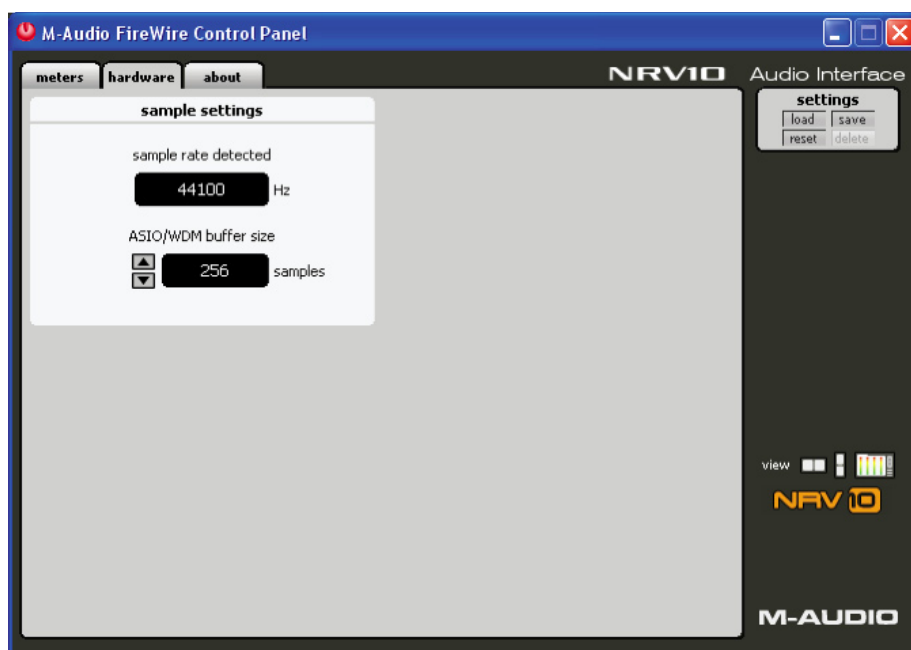 M-Audio FireWire Control Panel
meters hardware about
NRV10 Audio Interface
sample settings
sample rate detected
44100 Hz
ASIO/WDM buffer size
256 samples
settings
load save
reset delete
view
NRV 10
M-AUDIO